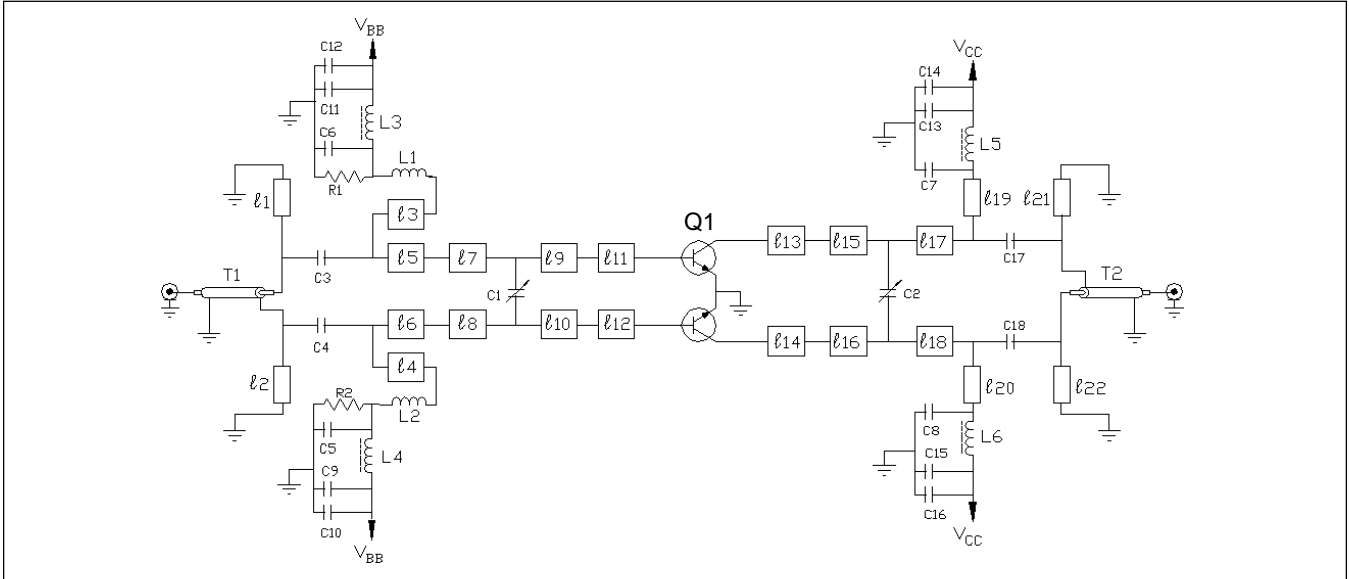 V_BB
C12
C11
L3
C6
R1
L1
ℓ1
ℓ3
T1
C3
ℓ5
ℓ7
ℓ9
ℓ11
C1
Q1
C4
ℓ6
ℓ8
ℓ10
ℓ12
ℓ2
ℓ4
R2
L2
C5
L4
C9
C10
V_BB
V_CC
C14
C13
L5
C7
ℓ19
ℓ21
ℓ13
ℓ15
ℓ17
C17
C2
T2
ℓ14
ℓ16
ℓ18
C18
ℓ20
ℓ22
C8
L6
C15
C16
V_CC